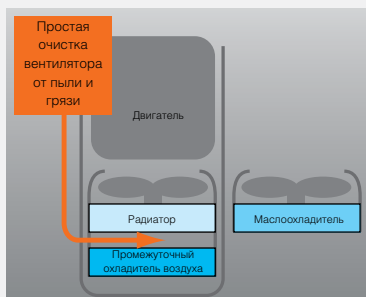 Простая
очистка
вентилятора
от пыли и
грязи
Двигатель
Радиатор
Маслоохладитель
Промежуточный
охладитель воздуха